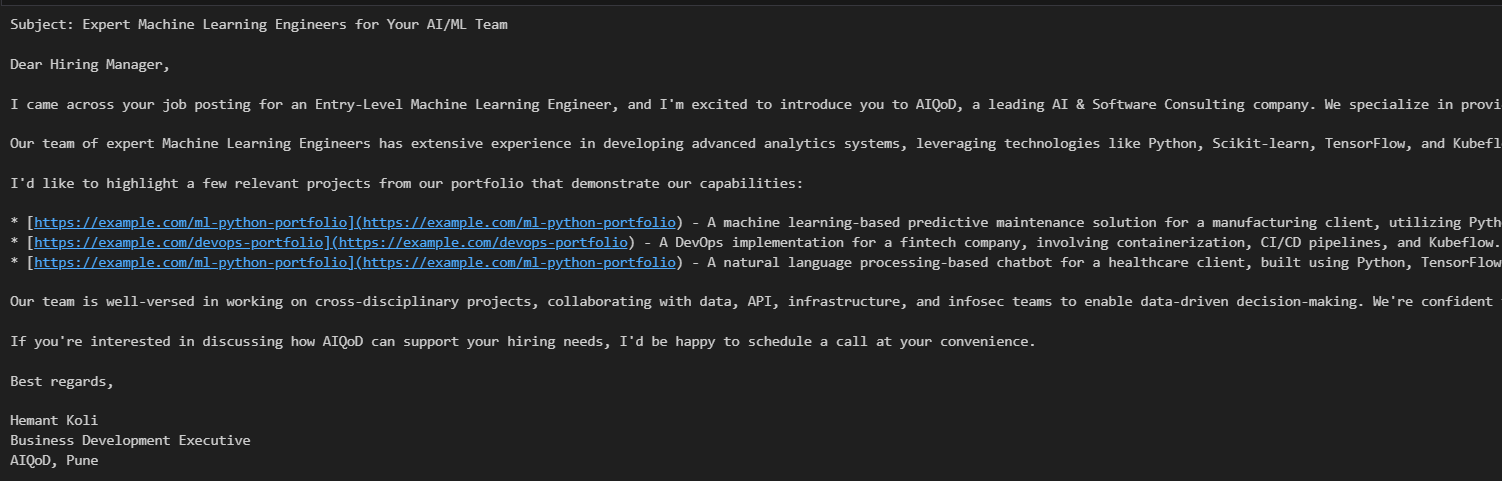 Subject: Expert Machine Learning Engineers for Your AI/ML Team
Dear Hiring Manager,
I came across your job posting for an Entry-Level Machine Learning Engineer, and I'm excited to introduce you to AIQoD, a leading AI & Software Consulting company. We specialize in provi
Our team of expert Machine Learning Engineers has extensive experience in developing advanced analytics systems, leveraging technologies like Python, Scikit-learn, TensorFlow, and Kubefl
I'd like to highlight a few relevant projects from our portfolio that demonstrate our capabilities:
* [https://example.com/ml-python-portfolio](https://example.com/ml-python-portfolio) - A machine learning-based predictive maintenance solution for a manufacturing client, utilizing Pyth
* [https://example.com/devops-portfolio](https://example.com/devops-portfolio) - A DevOps implementation for a fintech company, involving containerization, CI/CD pipelines, and Kubeflow.
* [https://example.com/ml-python-portfolio](https://example.com/ml-python-portfolio) - A natural language processing-based chatbot for a healthcare client, built using Python, TensorFlow
Our team is well-versed in working on cross-disciplinary projects, collaborating with data, API, infrastructure, and infosec teams to enable data-driven decision-making. We're confident
If you're interested in discussing how AIQoD can support your hiring needs, I'd be happy to schedule a call at your convenience.
Best regards,
Hemant Koli
Business Development Executive
AIQoD, Pune